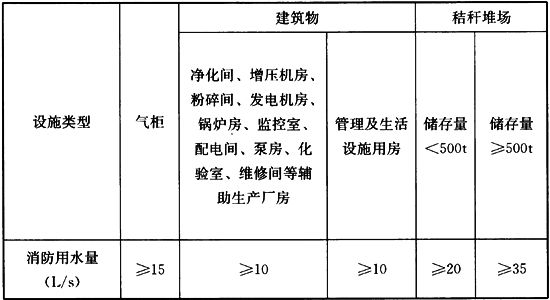 建筑物
秸秆堆场
设施类型
气柜
净化间、增压机房、
粉碎间、发电机房、
锅炉房、监控室、
配电间、泵房、化
验室、维修间等辅
助生产厂房
管理及生活
设施用房
储存量
<500t
储存量
≥500t
消防用水量
(L/s)
≥15
≥10
≥10
≥20
≥35